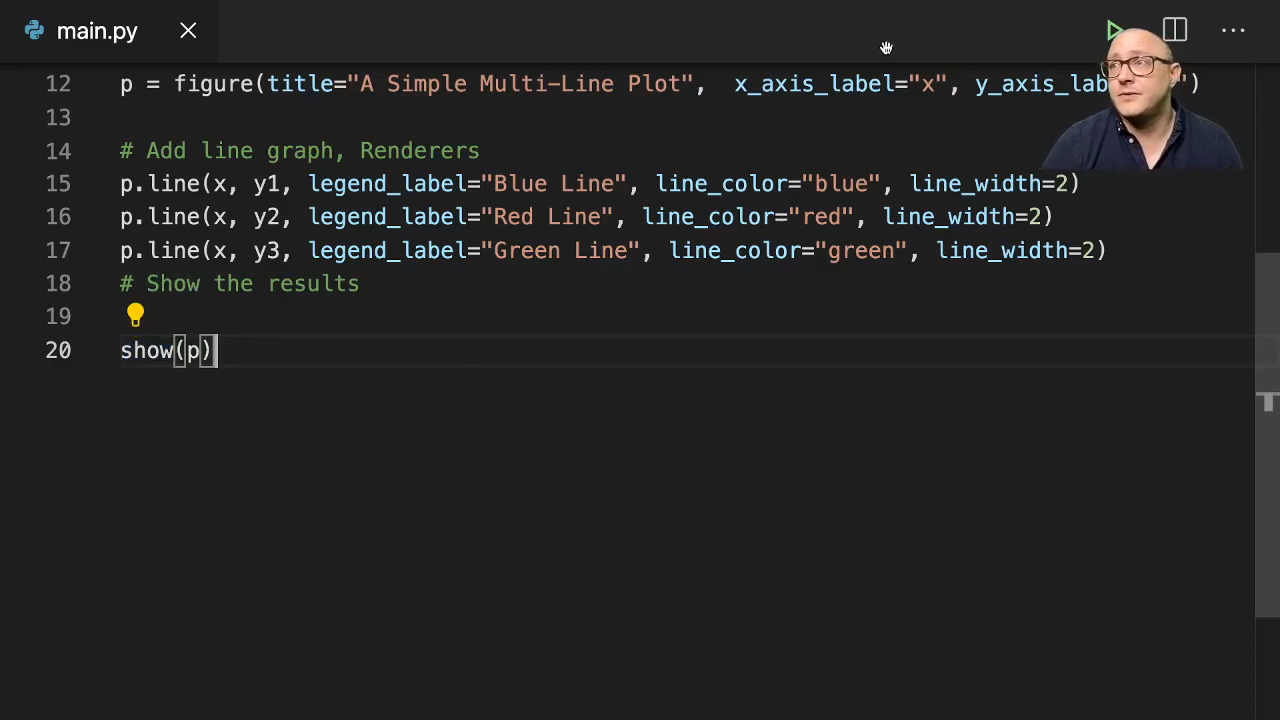 main.py
12 p = figure(title="A Simple Multi-Line Plot", x_axis_label="x", y_axis_lab ")
13
14 # Add line graph, Renderers
15 p.line(x, y1, legend_label="Blue Line", line_color="blue", line_width=2)
16 p.line(x, y2, legend_label="Red Line", line_color="red", line_width=2)
17 p.line(x, y3, legend_label="Green Line", line_color="green", line_width=2)
18 # Show the results
19
20 show(p)